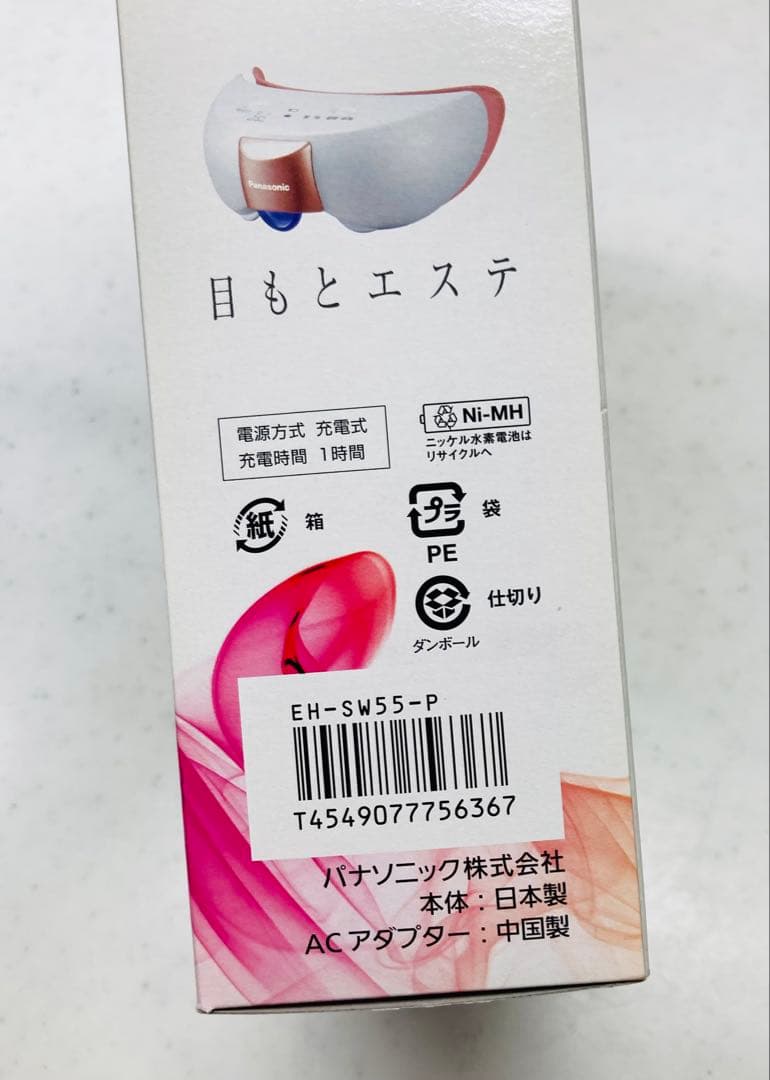 Panasonic
目もとエステ
電源方式 充電式
充電時間 1時間
Ni-MH
ニッケル水素電池は
リサイクルへ
紙 箱
プラ 袋
PE
仕切り
ダンボール
EH-SW55-P
T4549077756367
パナソニック株式会社
本体：日本製
ACアダプター：中国製